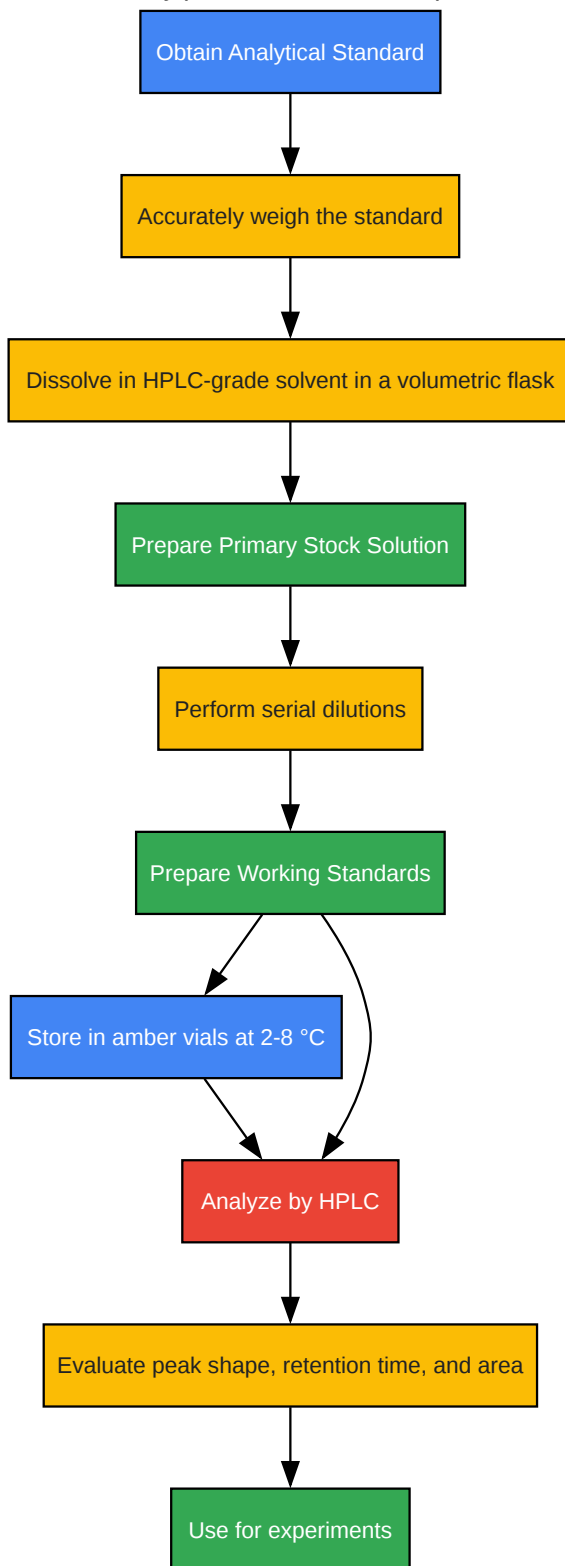 Obtain Analytical Standard
Accurately weigh the standard
Dissolve in HPLC-grade solvent in a volumetric flask
Prepare Primary Stock Solution
Perform serial dilutions
Prepare Working Standards
Store in amber vials at 2-8 °C
Analyze by HPLC
Evaluate peak shape, retention time, and area
Use for experiments